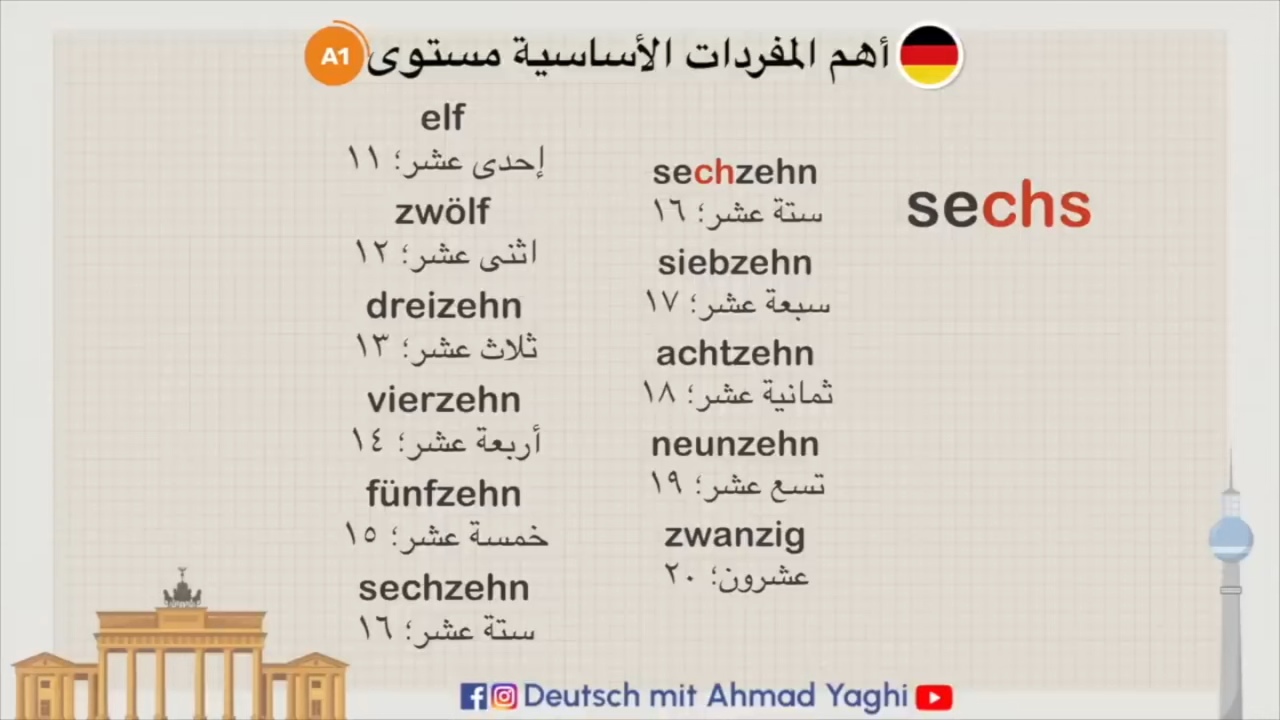 أهم المفردات الأساسية مستوى A1
elf
إحدى عشر؛ ١١
zwölf
اثنى عشر؛ ١٢
dreizehn
ثلاث عشر؛ ١٣
vierzehn
أربعة عشر؛ ١٤
fünfzehn
خمسة عشر؛ ١٥
sechzehn
ستة عشر؛ ١٦
sechzehn
ستة عشر؛ ١٦
siebzehn
سبعة عشر؛ ١٧
achtzehn
ثمانية عشر؛ ١٨
neunzehn
تسع عشر؛ ١٩
zwanzig
عشرون؛ ٢٠
sechs
Deutsch mit Ahmad Yaghi